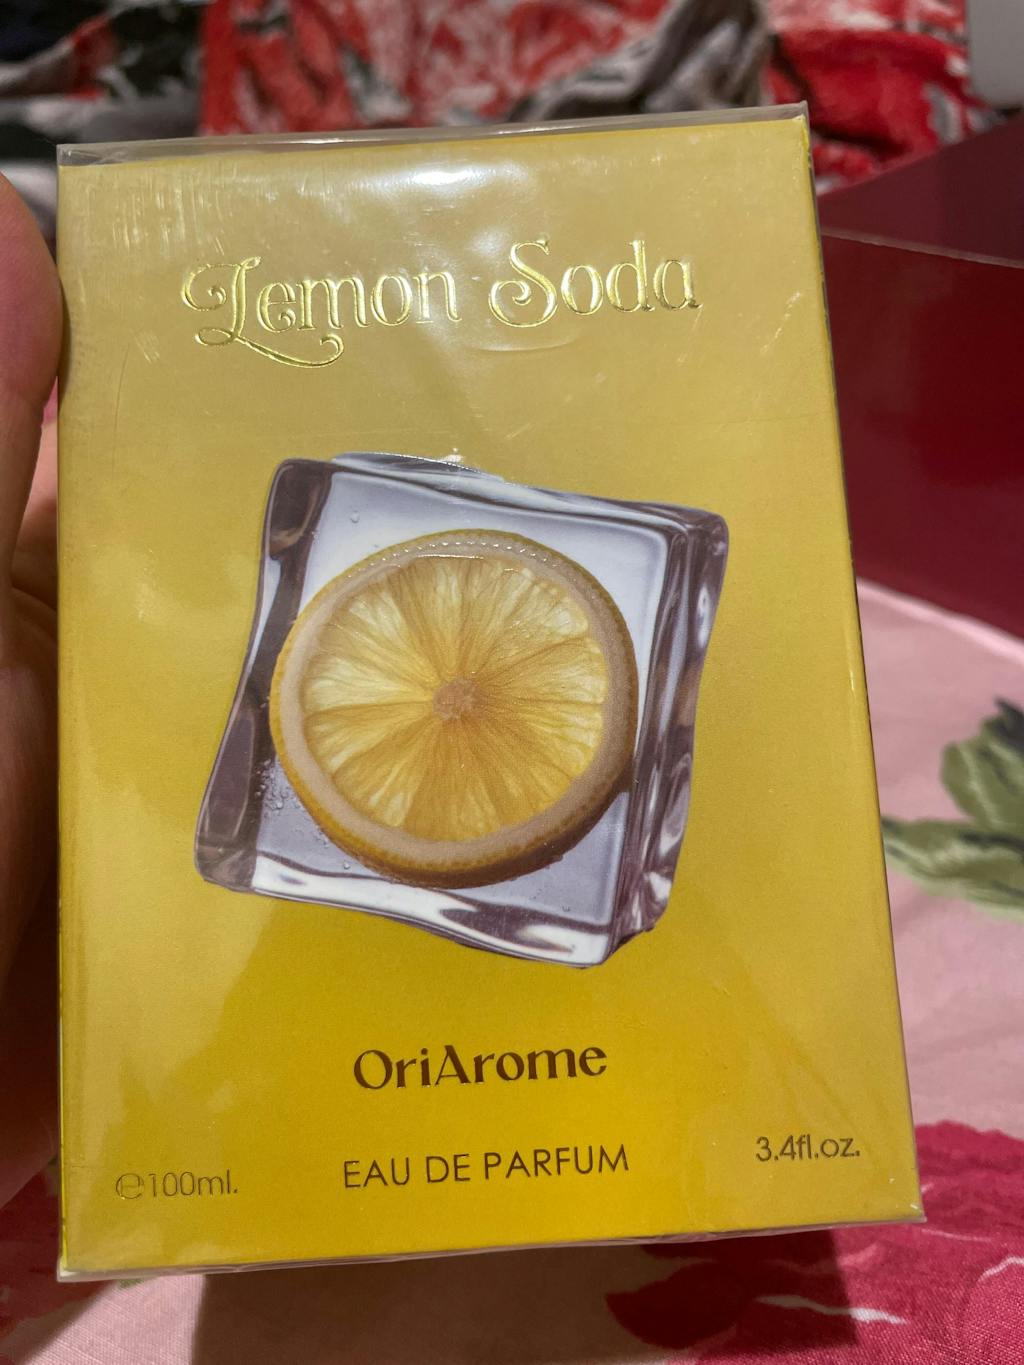 Lemon Soda
OriArome
EAU DE PARFUM
℮100ml.
3.4fl.oz.